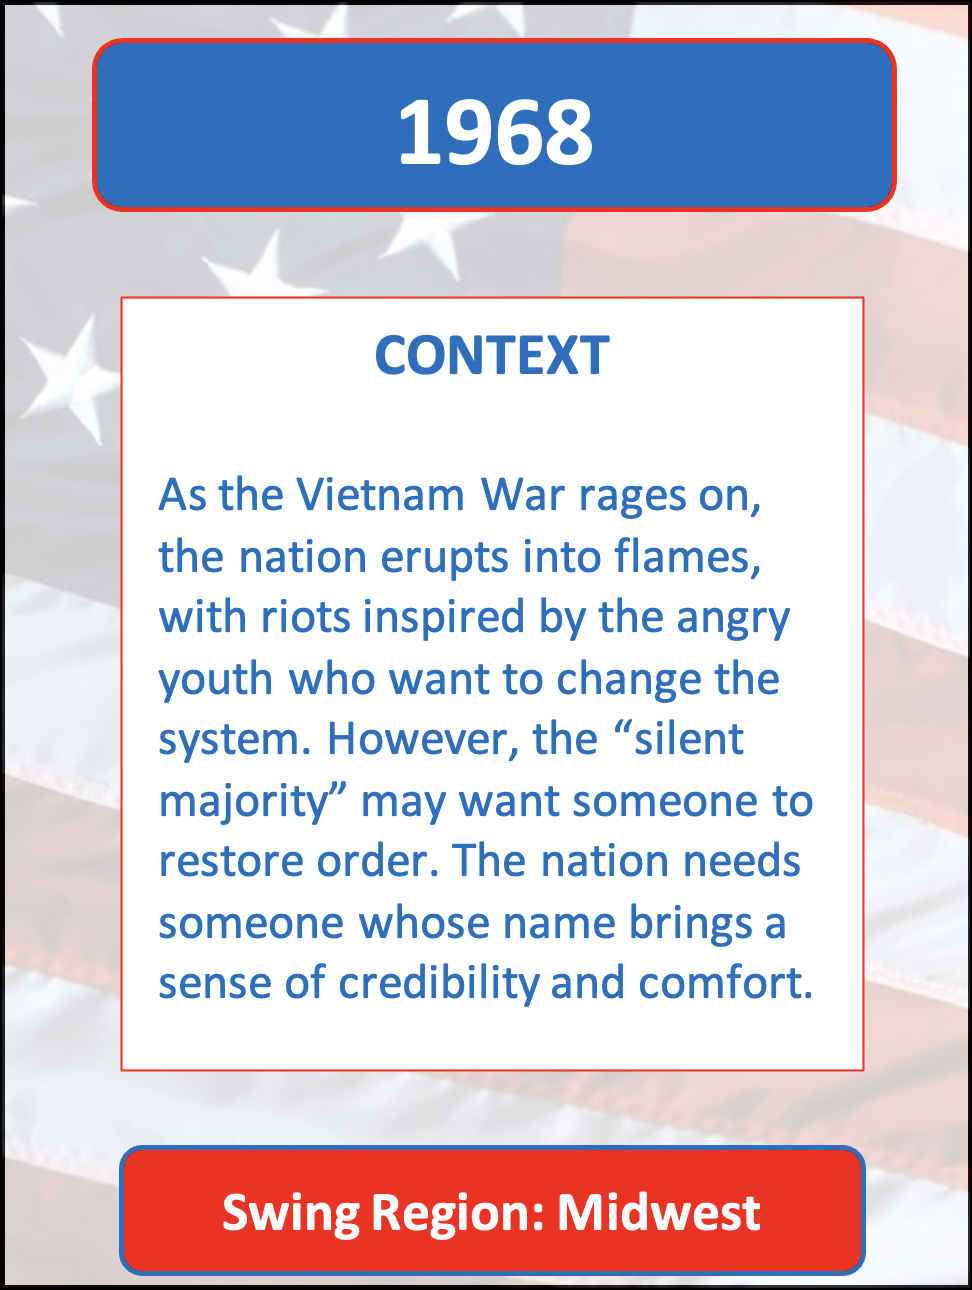 1968
CONTEXT
As the Vietnam War rages on,
the nation erupts into flames,
with riots inspired by the angry
youth who want to change the
system. However, the “silent
majority” may want someone to
restore order. The nation needs
someone whose name brings a
sense of credibility and comfort.
Swing Region: Midwest